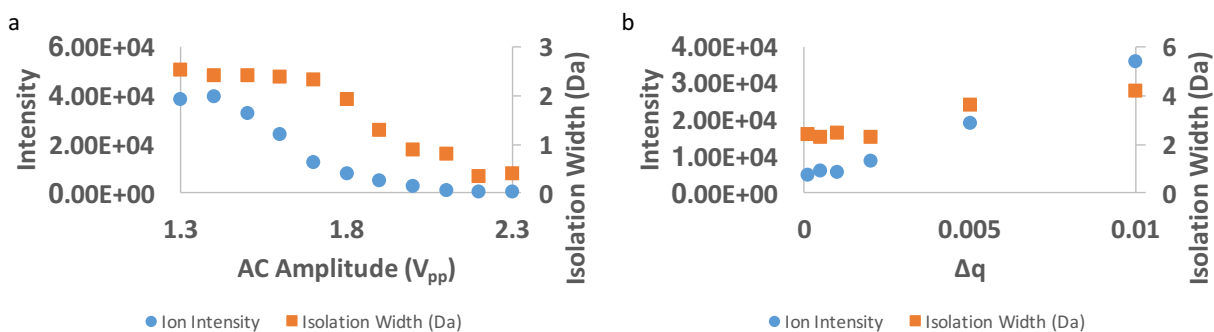 a
6.00E+04
4.00E+04
2.00E+04
0.00E+00
Intensity
3
2
1
0
Isolation Width (Da)
1.3 1.8 2.3
AC Amplitude (Vpp)
Ion Intensity Isolation Width (Da)
b
4.00E+04
3.00E+04
2.00E+04
1.00E+04
0.00E+00
Intensity
6
4
2
0
Isolation Width (Da)
0 0.005 0.01
Δq
Ion Intensity Isolation Width (Da)